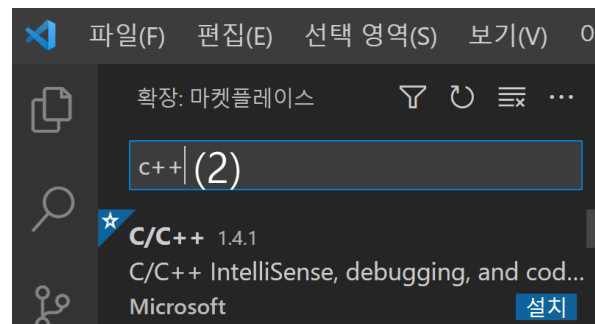 파일(F) 편집(E) 선택 영역(S) 보기(V)
확장: 마켓플레이스
c++ (2)
C/C++ 1.4.1
C/C++ IntelliSense, debugging, and cod...
Microsoft 설치